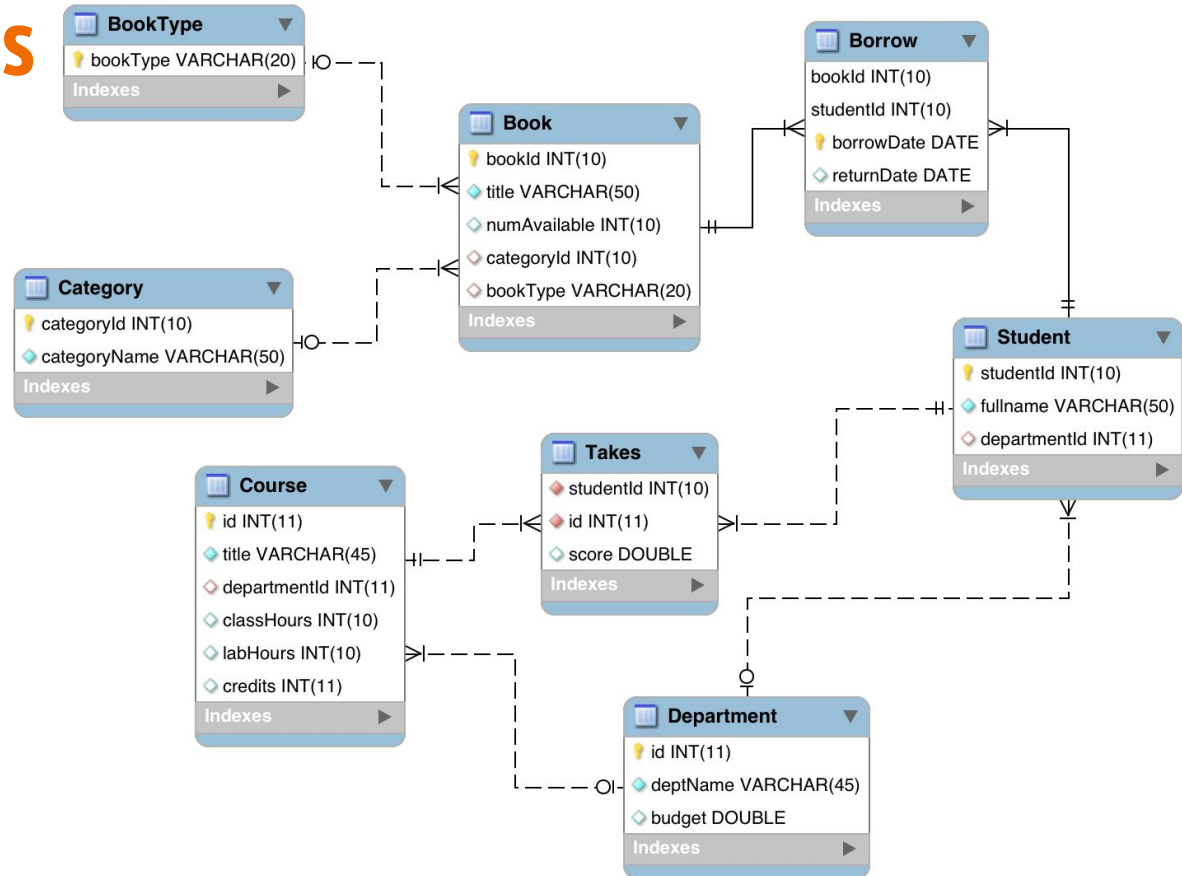 S
BookType
bookType VARCHAR(20)
Indexes
Borrow
bookId INT(10)
studentId INT(10)
borrowDate DATE
returnDate DATE
Indexes
Book
bookId INT(10)
title VARCHAR(50)
numAvailable INT(10)
categoryId INT(10)
bookType VARCHAR(20)
Indexes
Category
categoryId INT(10)
categoryName VARCHAR(50)
Indexes
Student
studentId INT(10)
fullname VARCHAR(50)
departmentId INT(11)
Indexes
Takes
studentId INT(10)
id INT(11)
score DOUBLE
Indexes
Course
id INT(11)
title VARCHAR(45)
departmentId INT(11)
classHours INT(10)
labHours INT(10)
credits INT(11)
Indexes
Department
id INT(11)
deptName VARCHAR(45)
budget DOUBLE
Indexes